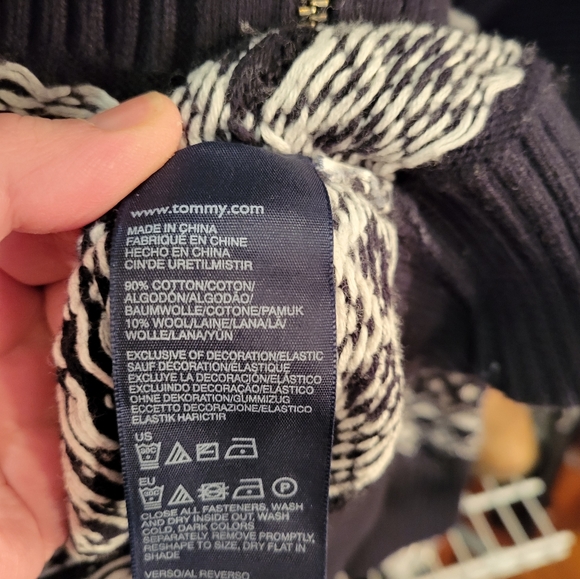 www.tommy.com
MADE IN CHINA
FABRIQUÉ EN CHINE
HECHO EN CHINA
CIN'DE URETILMISTIR
90% COTTON/COTON/
ALGODÓN/ALGODÃO/
BAUMWOLLE/COTONE/PAMUK
10% WOOL/LAINE/LANA/LÃ/
WOLLE/LANA/YÜN
EXCLUSIVE OF DECORATION/ELASTIC
SAUF DÉCORATION/ÉLASTIQUE
EXCLUYE LA DECORACIÓN/ELÁSTICO
EXCLUINDO DECORAÇÃO/ELÁSTICO
OHNE DEKORATION/GUMMIZUG
ECCETTO DECORAZIONE/ELASTICO
ELASTIK HARICTIR
US
EU
P
CLOSE ALL FASTENERS, WASH
AND DRY INSIDE OUT, WASH
COLD, DARK COLORS
SEPARATELY, REMOVE PROMPTLY,
RESHAPE TO SIZE, DRY FLAT IN
SHADE
VERSO/AL REVERSO